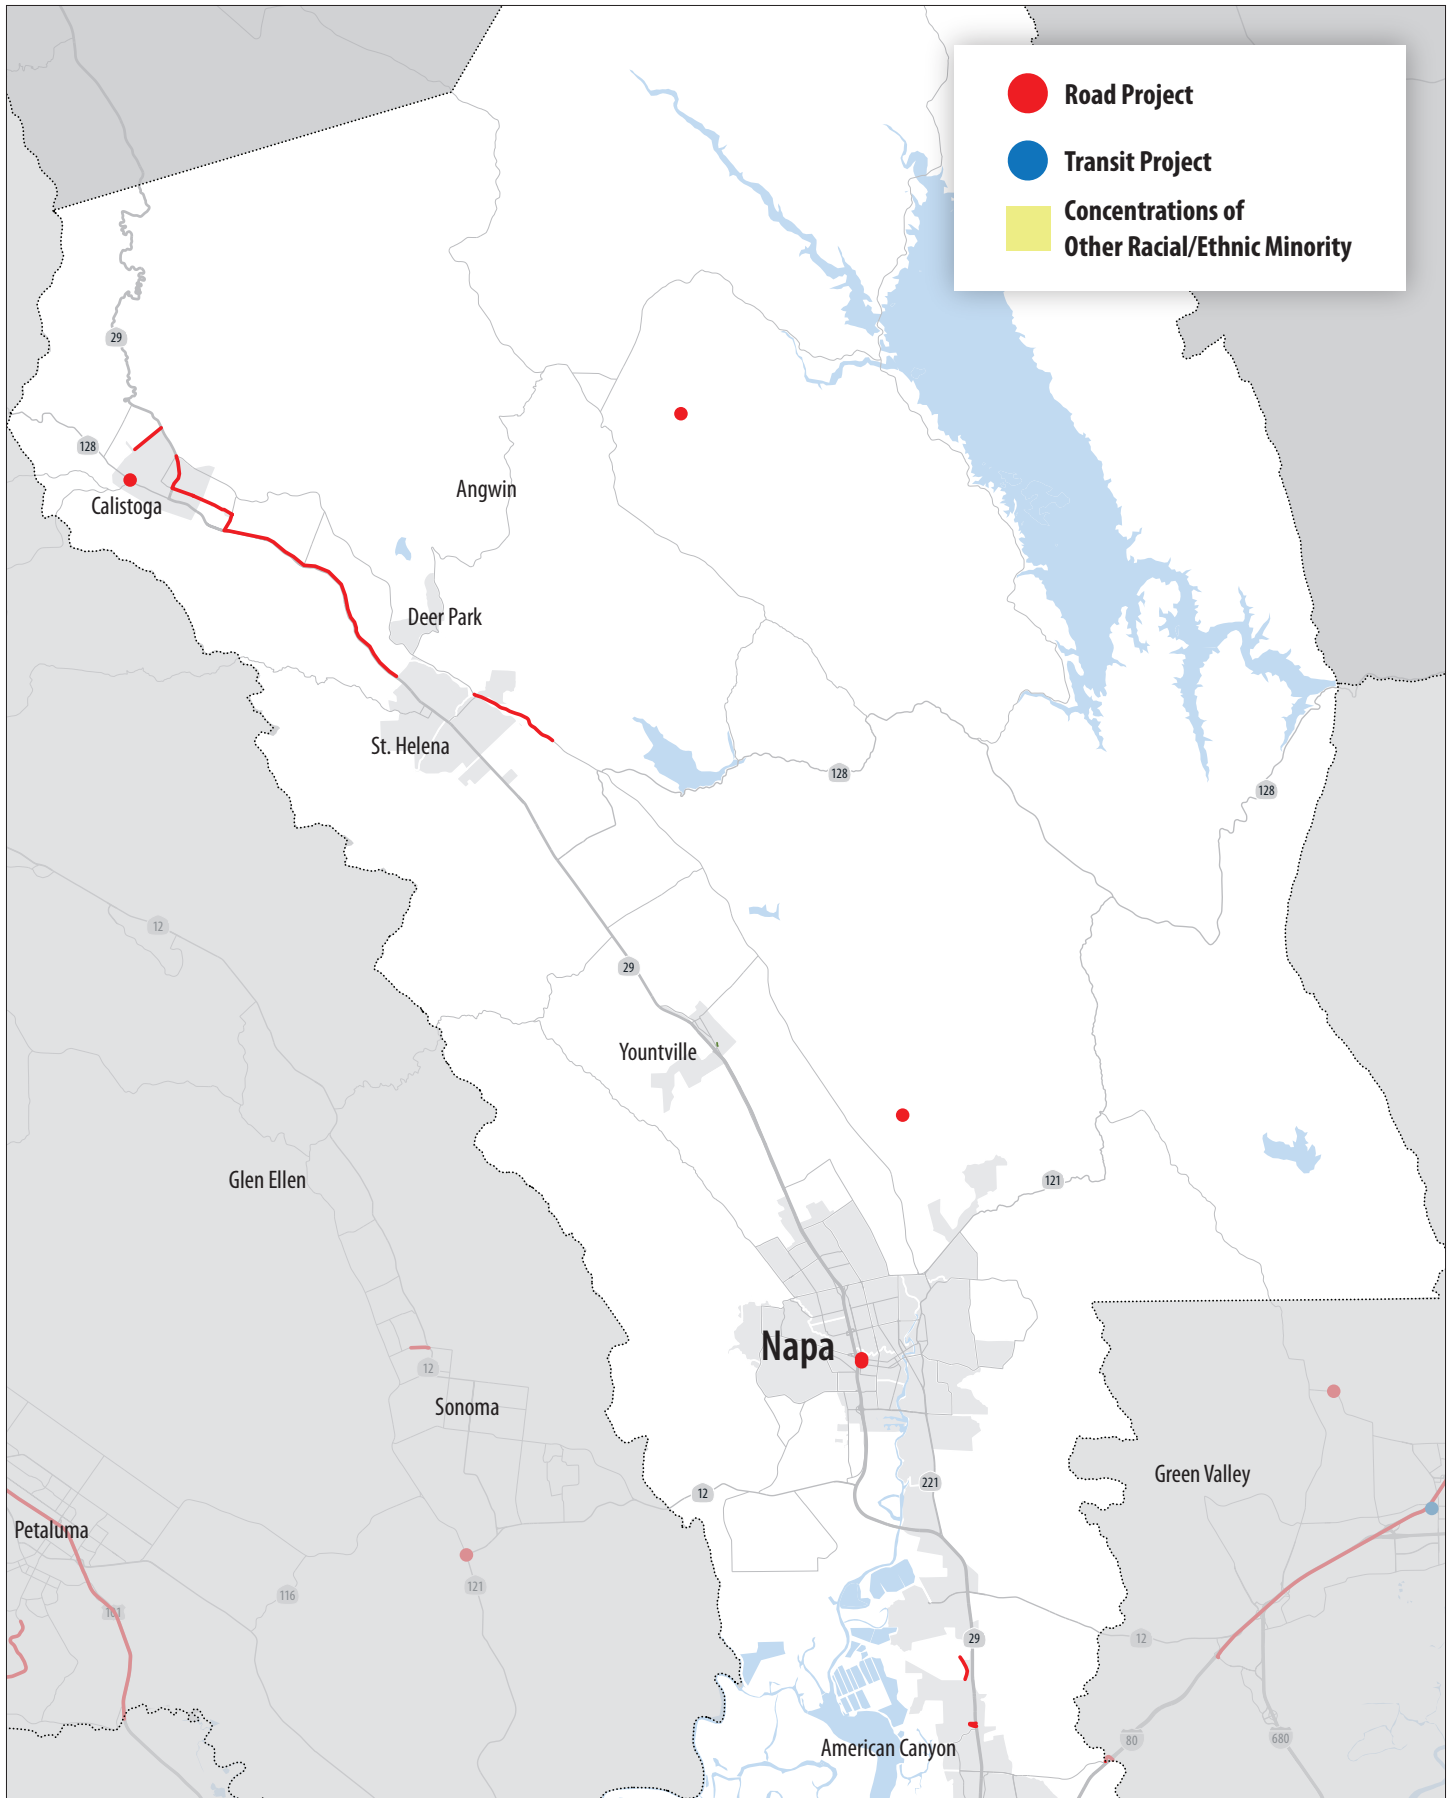 Road Project
Transit Project
Concentrations of
Other Racial/Ethnic Minority
29
128
Calistoga
Angwin
Deer Park
St. Helena
128
128
12
29
Yountville
Glen Ellen
121
Napa
12
Sonoma
Green Valley
221
12
Petaluma
121
116
101
29
12
American Canyon
80
680